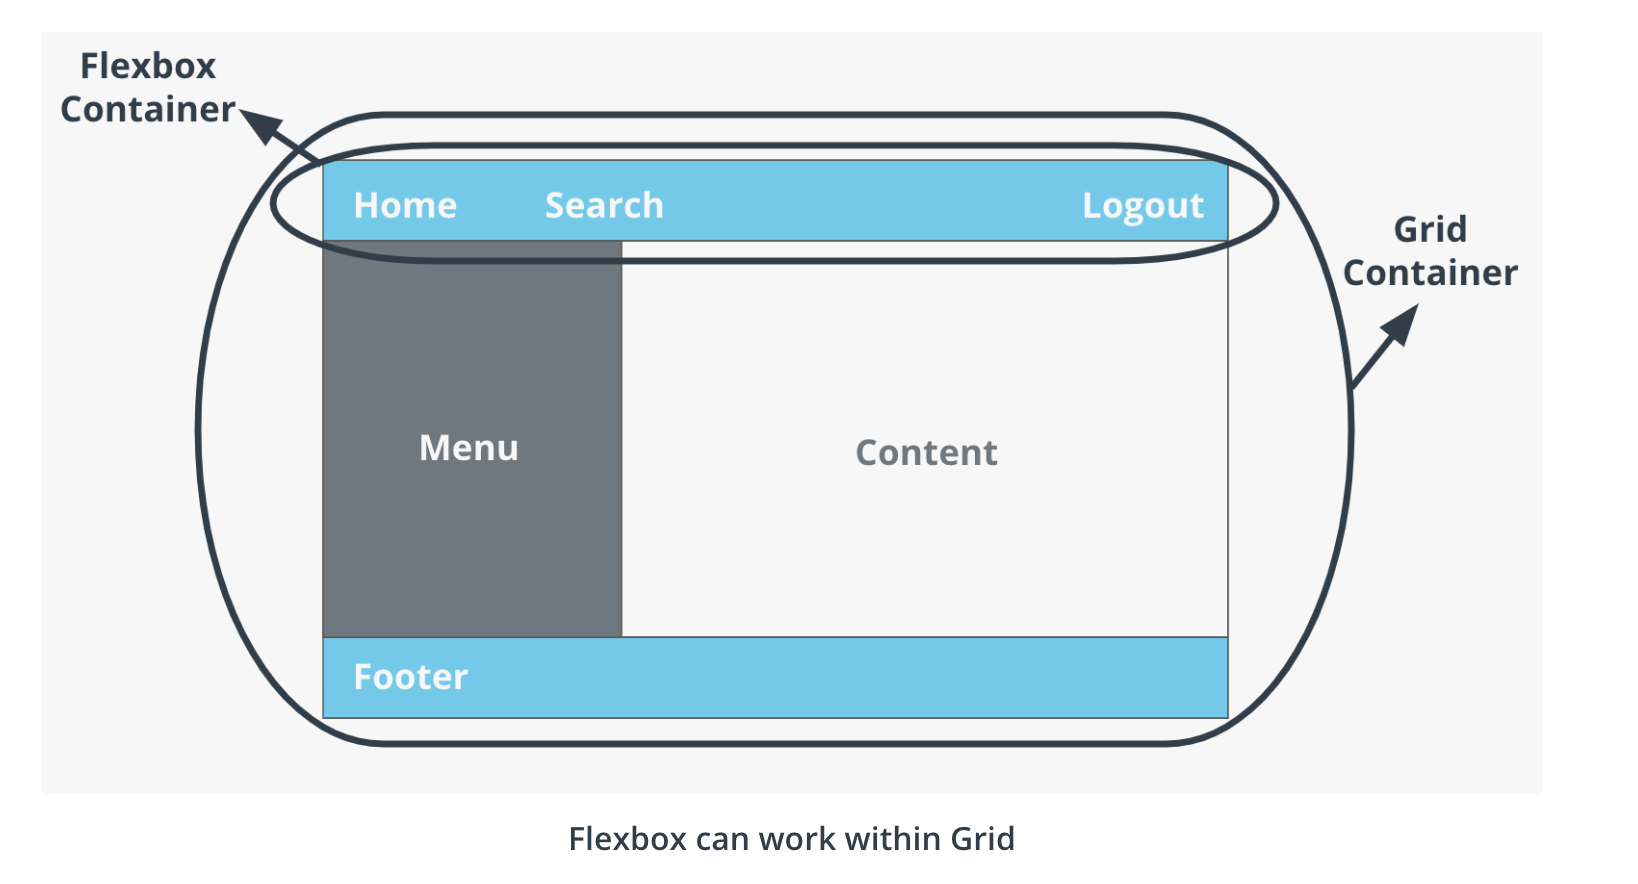 Flexbox
Container
Home Search Logout
Grid
Container
Menu
Content
Footer
Flexbox can work within Grid